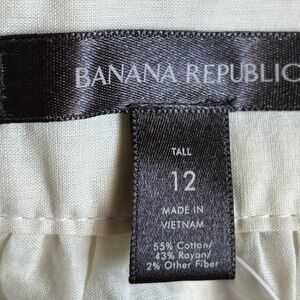 BANANA REPUBLIC
TALL
12
MADE IN
VIETNAM
55% Cotton/
43% Rayon/
2% Other Fiber